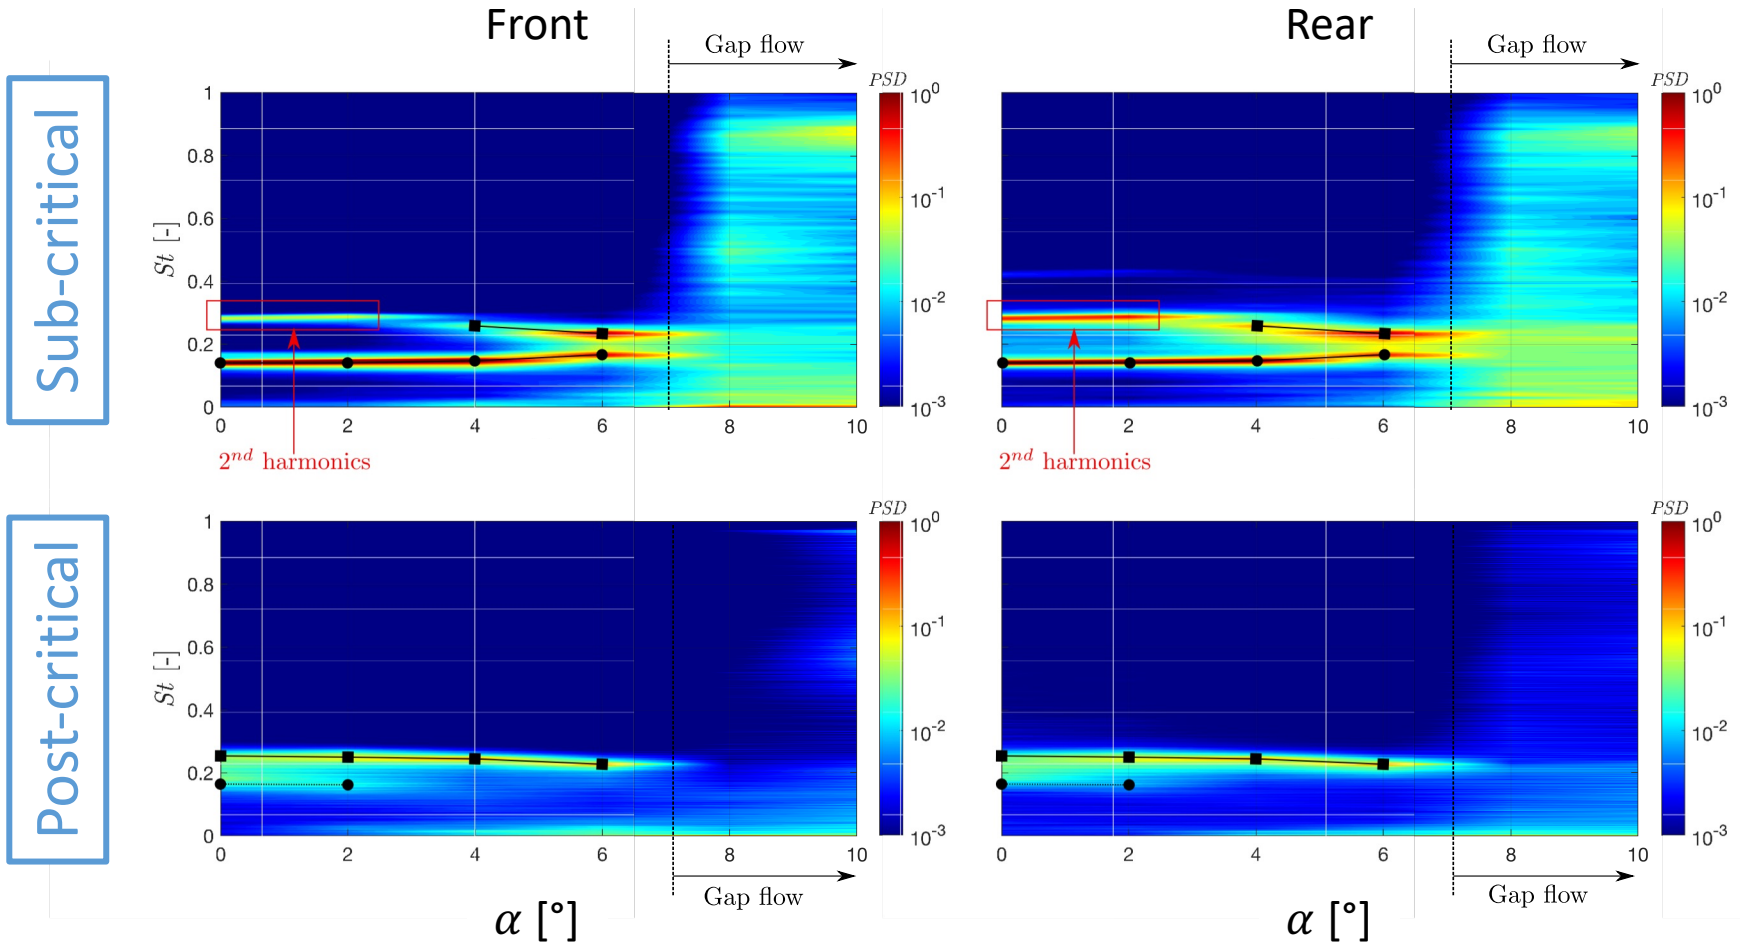 Front
Rear
Gap flow
Gap flow
Sub-critical
PSD
PSD
1
0.8
0.6
0.4
0.2
0
St [-]
10^0
10^-1
10^-2
10^-3
10^0
10^-1
10^-2
10^-3
0 2 4 6 8 10
0 2 4 6 8 10
2^nd harmonics
2^nd harmonics
Post-critical
PSD
PSD
1
0.8
0.6
0.4
0.2
0
St [-]
10^0
10^-1
10^-2
10^-3
10^0
10^-1
10^-2
10^-3
0 2 4 6 8 10
0 2 4 6 8 10
Gap flow
Gap flow
α [°]
α [°]